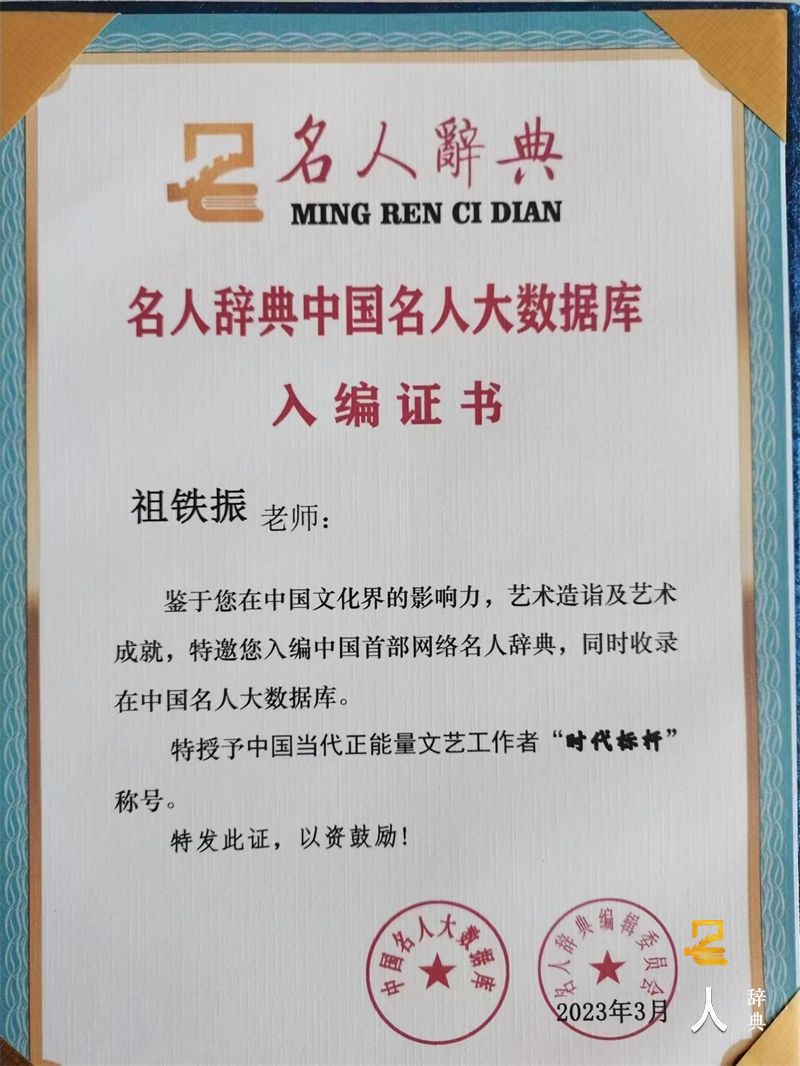 名人辭典
MING REN CI DIAN
名人辞典中国名人大数据库
入编证书
祖铁振 老师：
鉴于您在中国文化界的影响力，艺术造诣及艺术
成就，特邀您入编中国首部网络名人辞典，同时收录
在中国名人大数据库。
特授予中国当代正能量文艺工作者“时代标杆”
称号。
特发此证，以资鼓励！
中国名人大数据库
名人辞典编辑委员会
2023年3月
人
辞典